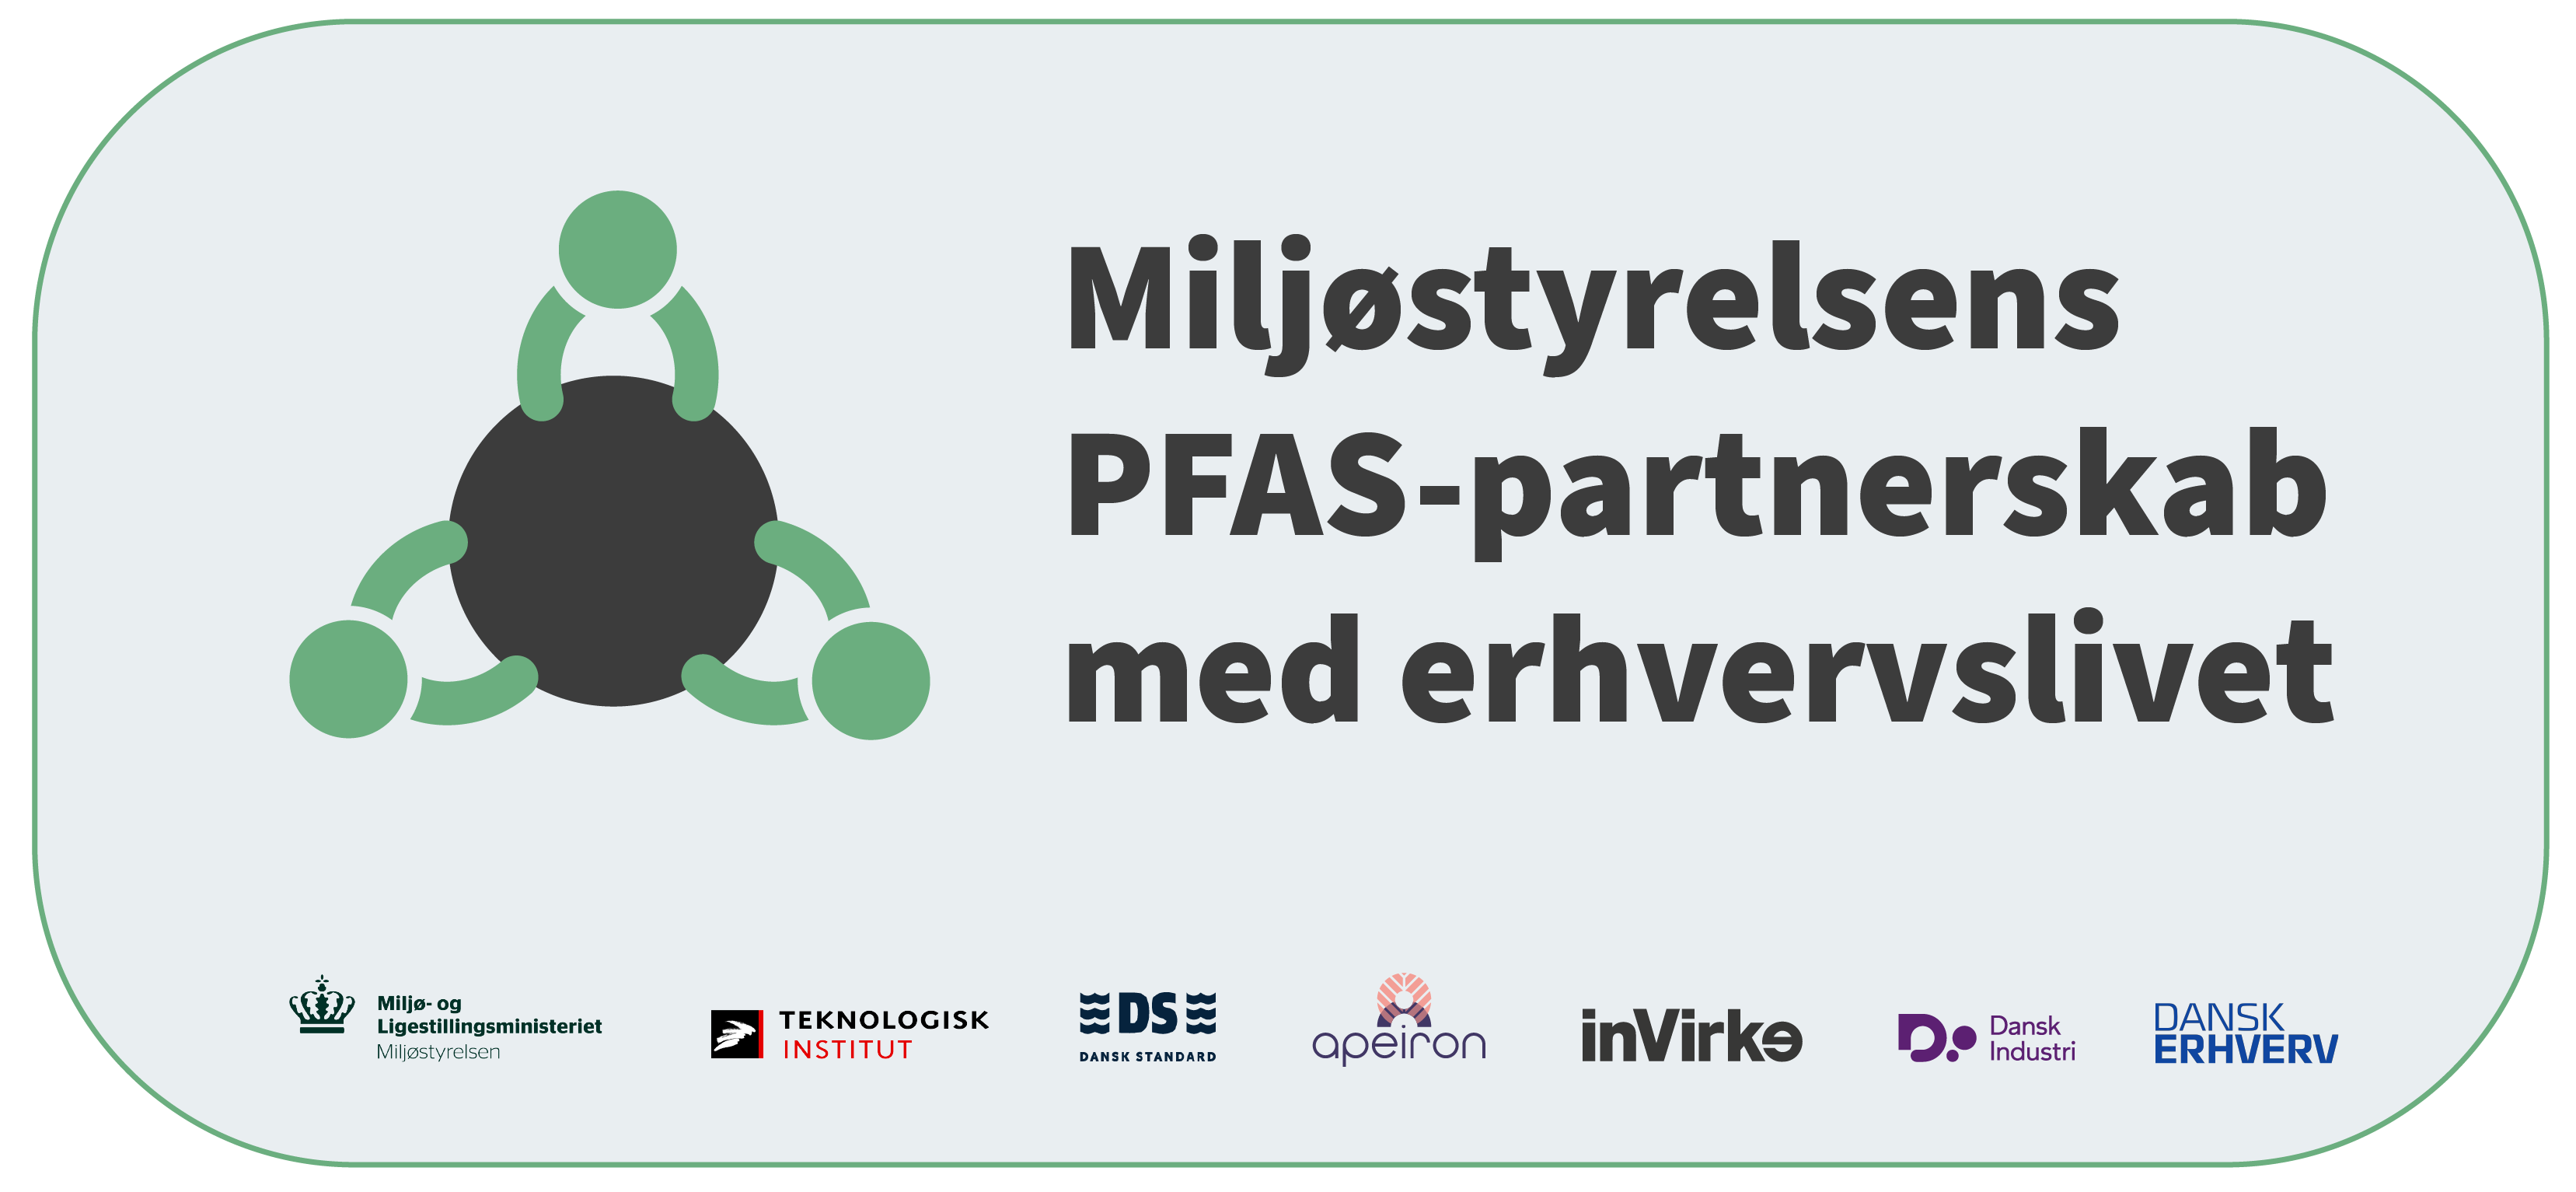 Miljøstyrelsens
PFAS-partnerskab
med erhvervslivet
Miljø- og
Ligestillingsministeriet
Miljøstyrelsen
TEKNOLOGISK
INSTITUT
DS
DANSK STANDARD
apeiron
inVirke
Dansk
Industri
DANSK
ERHVERV